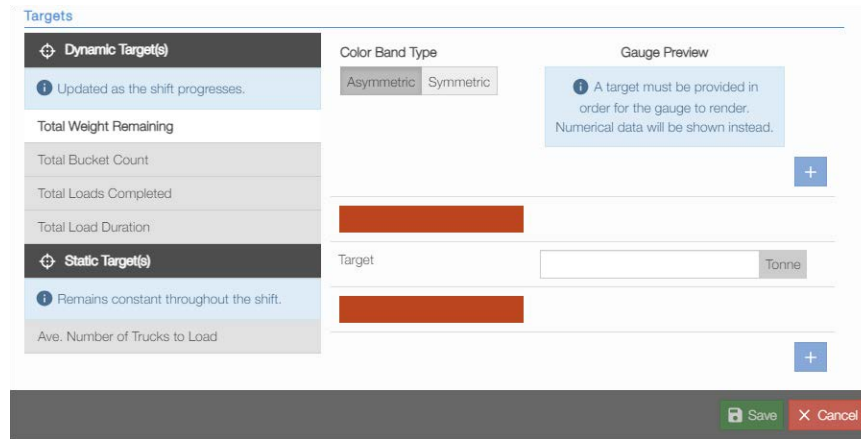 Targets
Dynamic Target(s)
Updated as the shift progresses.
Total Weight Remaining
Total Bucket Count
Total Loads Completed
Total Load Duration
Static Target(s)
Remains constant throughout the shift.
Ave. Number of Trucks to Load
Color Band Type
Asymmetric Symmetric
Gauge Preview
A target must be provided in
order for the gauge to render.
Numerical data will be shown instead.
+
Target
Tonne
+
Save
Cancel